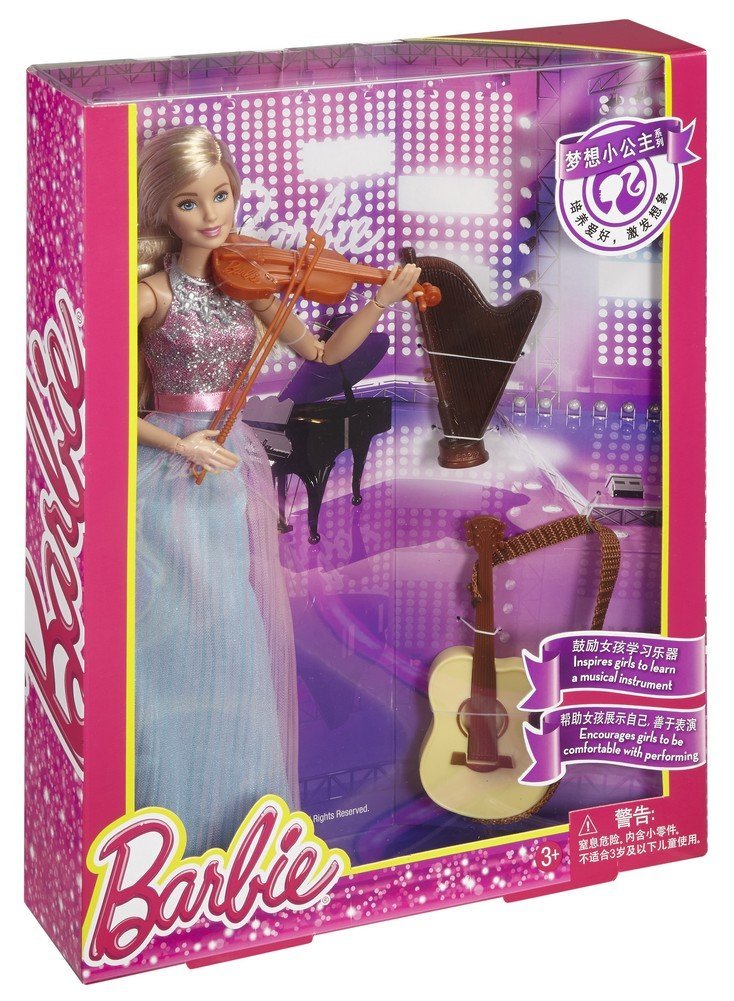 Barbie
Barbie
梦想小公主系列
培养爱好，激发想象
Barbie
鼓励女孩学习乐器
Inspires girls to learn
a musical instrument
帮助女孩展示自己，善于表演
Encourages girls to be
comfortable with performing
Rights Reserved.
Barbie
3+
警告:
窒息危险。内含小零件。
不适合3岁及以下儿童使用。